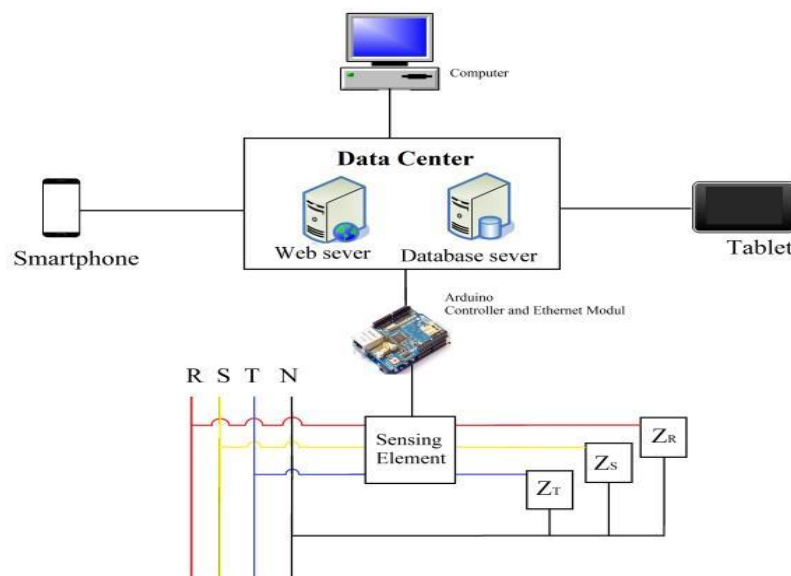 Computer
Data Center
Web sever
Database sever
Smartphone
Tablet
Arduino
Controller and Ethernet Modul
R S T N
Sensing
Element
ZR
ZS
ZT